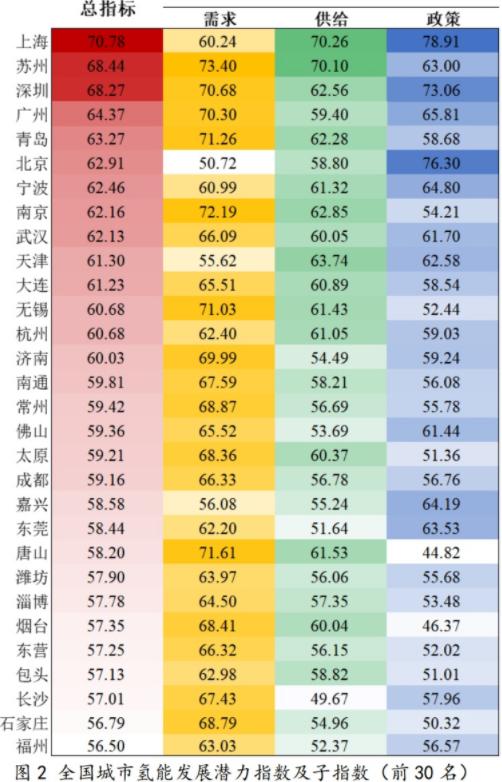 总指标 需求 供给 政策
上海 70.78 60.24 70.26 78.91
苏州 68.44 73.40 70.10 63.00
深圳 68.27 70.68 62.56 73.06
广州 64.37 70.30 59.40 65.81
青岛 63.27 71.26 62.28 58.68
北京 62.91 50.72 58.80 76.30
宁波 62.46 60.99 61.32 64.80
南京 62.16 72.19 62.85 54.21
武汉 62.13 66.09 60.05 61.70
天津 61.30 55.62 63.74 62.58
大连 61.23 65.51 60.89 58.54
无锡 60.68 71.03 61.43 52.44
杭州 60.68 62.40 61.05 59.03
济南 60.03 69.99 54.49 59.24
南通 59.81 67.59 58.21 56.08
常州 59.42 68.87 56.69 55.78
佛山 59.36 65.52 53.69 61.44
太原 59.21 68.36 60.37 51.36
成都 59.16 66.33 56.78 56.76
嘉兴 58.58 56.08 55.24 64.19
东莞 58.44 62.20 51.64 63.53
唐山 58.20 71.61 61.53 44.82
潍坊 57.90 63.97 56.06 55.68
淄博 57.78 64.50 57.35 53.48
烟台 57.35 68.41 60.04 46.37
东营 57.25 66.32 56.15 52.02
包头 57.13 62.98 58.82 51.01
长沙 57.01 67.43 49.67 57.96
石家庄 56.79 68.79 54.96 50.32
福州 56.50 63.03 52.37 56.57
图 2 全国城市氢能发展潜力指数及子指数（前 30 名）